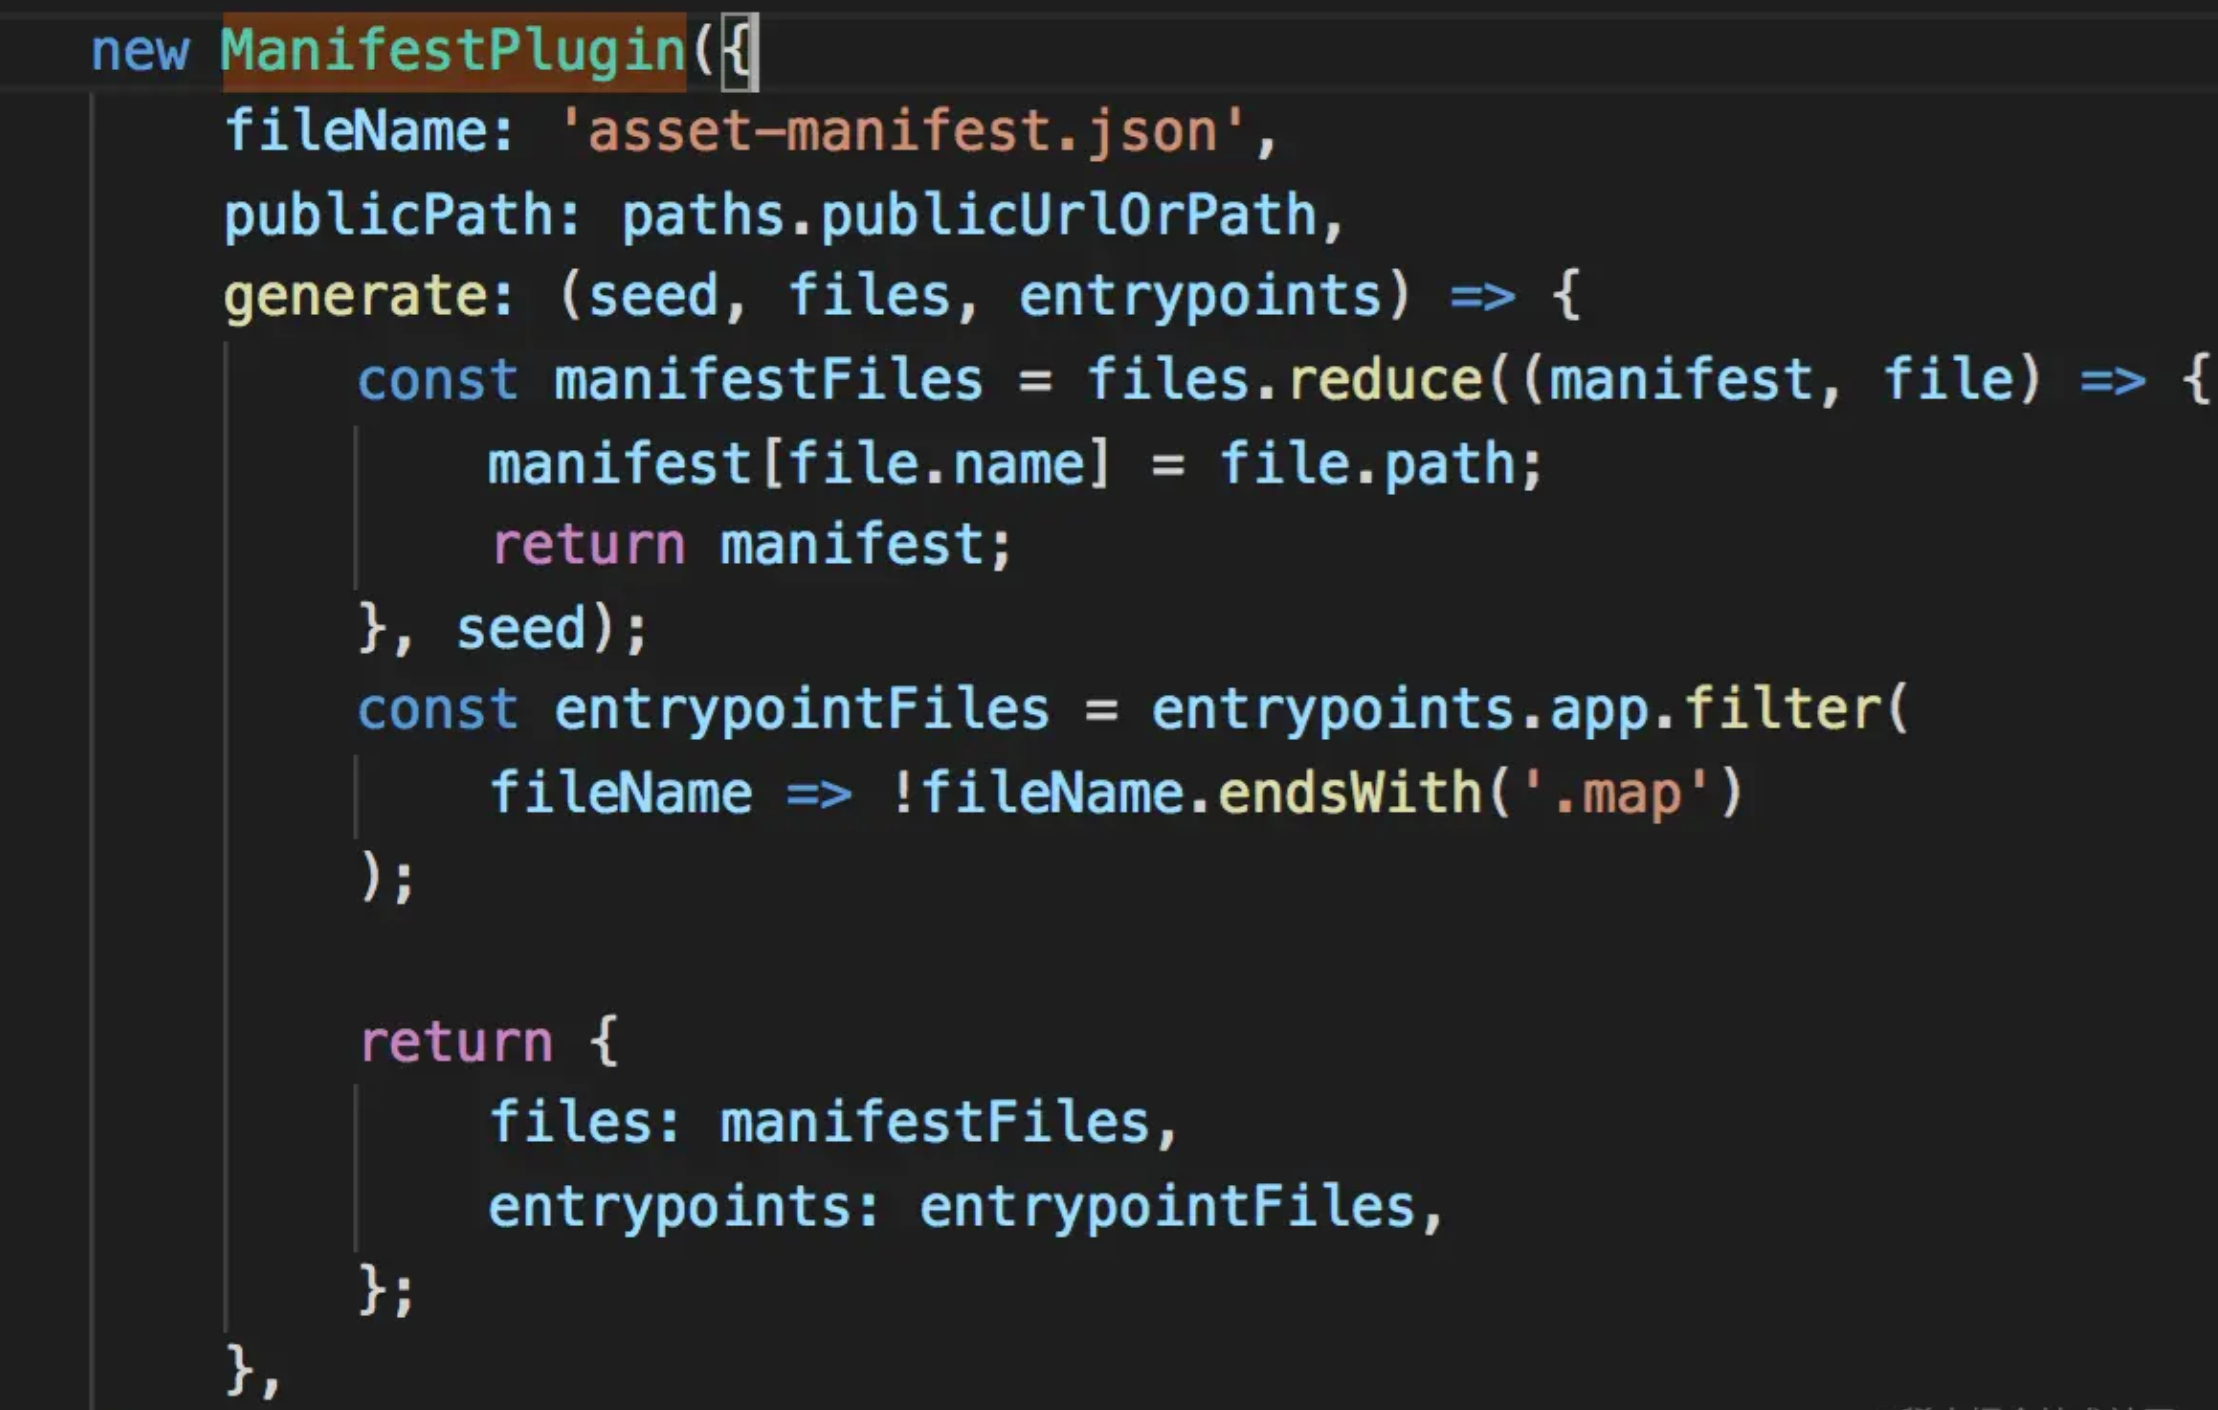 new ManifestPlugin({
fileName: 'asset-manifest.json',
publicPath: paths.publicUrlOrPath,
generate: (seed, files, entrypoints) => {
const manifestFiles = files.reduce((manifest, file) => {
manifest[file.name] = file.path;
return manifest;
}, seed);
const entrypointFiles = entrypoints.app.filter(
fileName => !fileName.endsWith('.map')
);
return {
files: manifestFiles,
entrypoints: entrypointFiles,
};
},